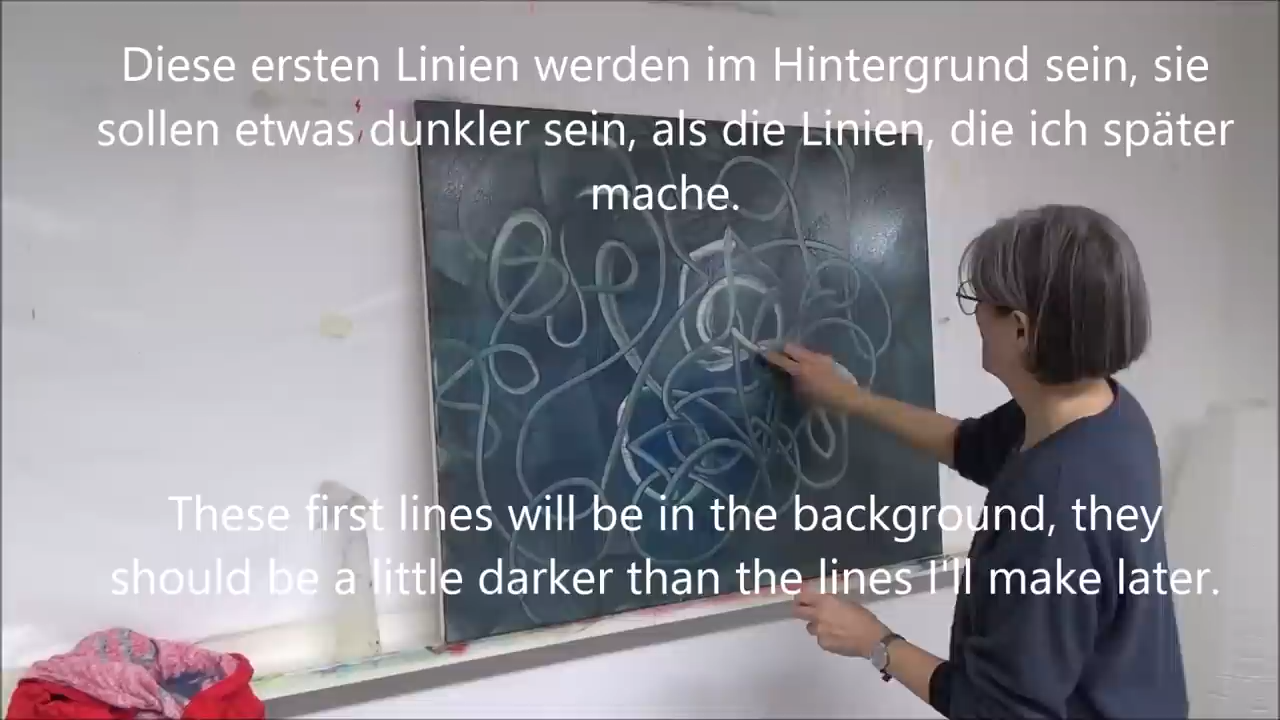 Diese ersten Linien werden im Hintergrund sein, sie
sollen etwas dunkler sein, als die Linien, die ich später
mache.
These first lines will be in the background, they
should be a little darker than the lines I'll make later.